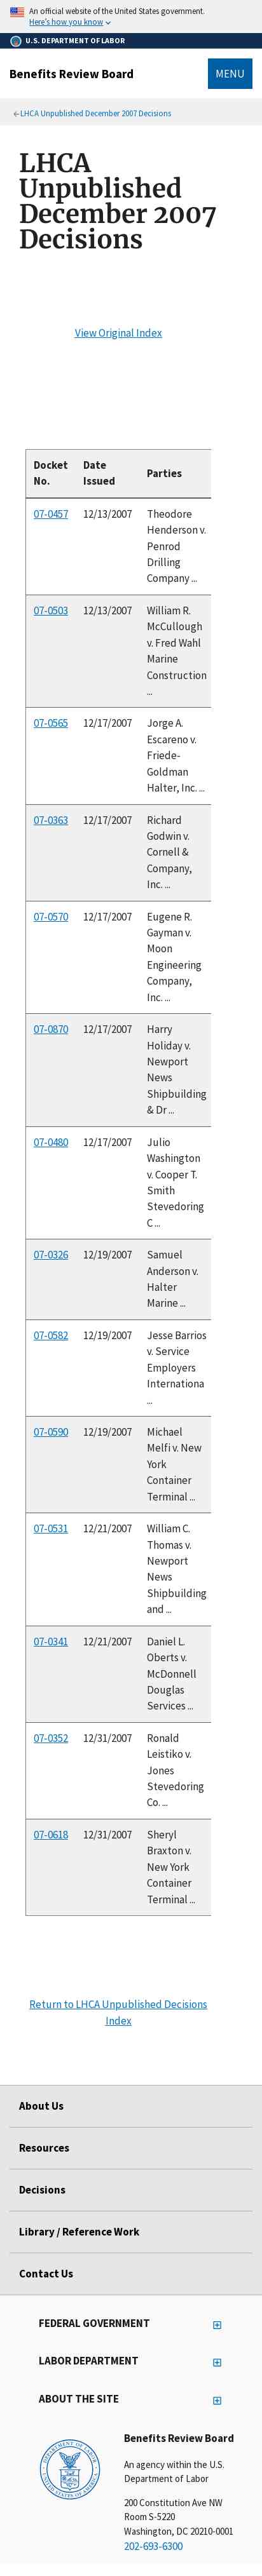 An official website of the United States government.
Here's how you know
U.S. DEPARTMENT OF LABOR
Benefits Review Board
MENU
LHCA Unpublished December 2007 Decisions
LHCA
Unpublished
December 2007
Decisions
View Original Index
Docket No. Date Issued Parties
07-0457 12/13/2007 Theodore
Henderson v.
Penrod
Drilling
Company ...
07-0503 12/13/2007 William R.
McCullough
v. Fred Wahl
Marine
Construction
...
07-0565 12/17/2007 Jorge A.
Escareno v.
Friede-
Goldman
Halter, Inc. ...
07-0363 12/17/2007 Richard
Godwin v.
Cornell &
Company,
Inc. ...
07-0570 12/17/2007 Eugene R.
Gayman v.
Moon
Engineering
Company,
Inc. ...
07-0870 12/17/2007 Harry
Holiday v.
Newport
News
Shipbuilding
& Dr ...
07-0480 12/17/2007 Julio
Washington
v. Cooper T.
Smith
Stevedoring
C ...
07-0326 12/19/2007 Samuel
Anderson v.
Halter
Marine ...
07-0582 12/19/2007 Jesse Barrios
v. Service
Employers
Internationa
...
07-0590 12/19/2007 Michael
Melfi v. New
York
Container
Terminal ...
07-0531 12/21/2007 William C.
Thomas v.
Newport
News
Shipbuilding
and ...
07-0341 12/21/2007 Daniel L.
Oberts v.
McDonnell
Douglas
Services ...
07-0352 12/31/2007 Ronald
Leistiko v.
Jones
Stevedoring
Co. ...
07-0618 12/31/2007 Sheryl
Braxton v.
New York
Container
Terminal ...
Return to LHCA Unpublished Decisions
Index
About Us
Resources
Decisions
Library / Reference Work
Contact Us
FEDERAL GOVERNMENT
LABOR DEPARTMENT
ABOUT THE SITE
Benefits Review Board
An agency within the U.S.
Department of Labor
200 Constitution Ave NW
Room S-5220
Washington, DC 20210-0001
202-693-6300